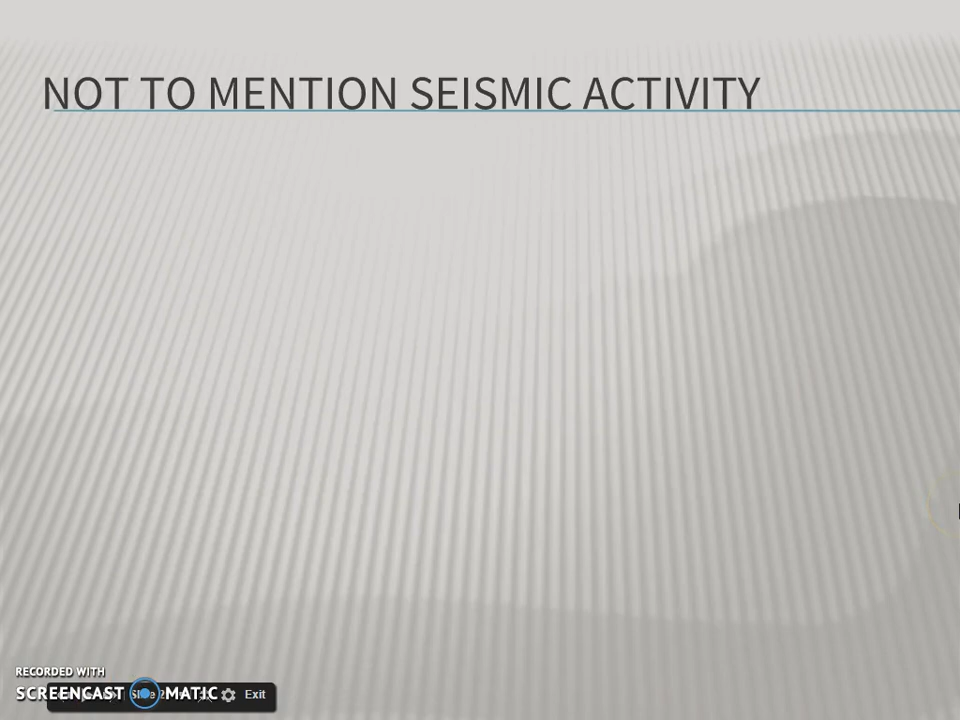 NOT TO MENTION SEISMIC ACTIVITY
RECORDED WITH
SCREENCAST MATIC
Exit